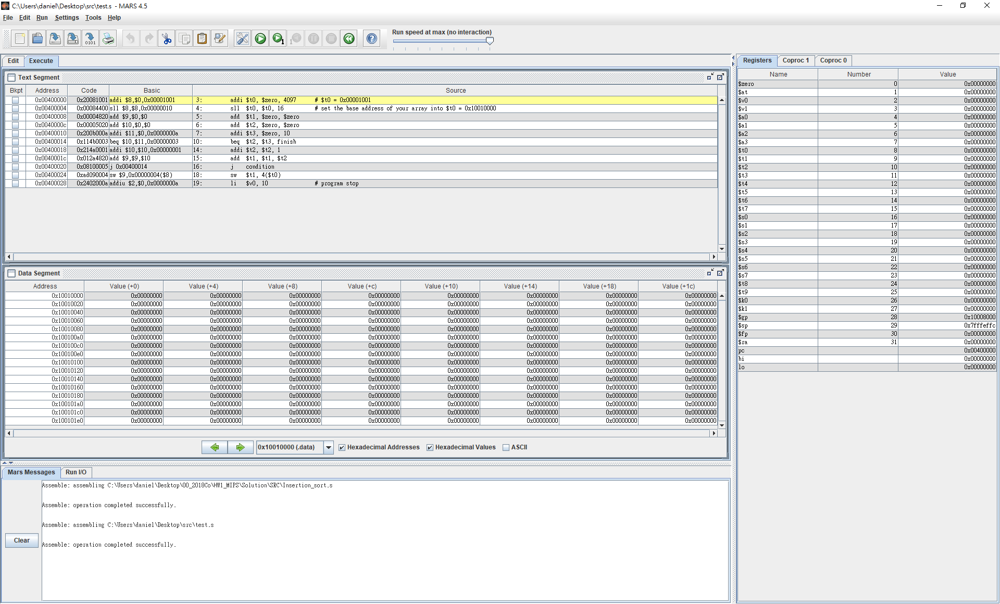 C:\Users\daniel\Desktop\src\test.s - MARS 4.5
File Edit Run Settings Tools Help
Run speed at max (no interaction)
Edit Execute
Text Segment
Bkpt Address Code Basic Source
0x00400000 0x20081001 addi $8,$0,0x00001001 3: addi $t0, $zero, 4097 # $t0 = 0x00001001
0x00400004 0x00084400 sll $8,$8,0x00000010 4: sll $t0, $t0, 16 # set the base address of your array into $t0 = 0x10010000
0x00400008 0x00004820 add $9,$0,$0 5: add $t1, $zero, $zero
0x0040000c 0x00005020 add $10,$0,$0 6: add $t2, $zero, $zero
0x00400010 0x200b000a addi $11,$0,0x0000000a 7: addi $t3, $zero, 10
0x00400014 0x114b0003 beq $10,$11,0x00000003 10: beq $t2, $t3, finish
0x00400018 0x214a0001 addi $10,$10,0x00000001 14: addi $t2, $t2, 1
0x0040001c 0x012a4820 add $9,$9,$10 15: add $t1, $t1, $t2
0x00400020 0x08100005 j 0x00400014 16: j condition
0x00400024 0xad090004 sw $9,0x00000004($8) 18: sw $t1, 4($t0)
0x00400028 0x2402000a addiu $2,$0,0x0000000a 19: li $v0, 10 # program stop
Data Segment
Address Value (+0) Value (+4) Value (+8) Value (+c) Value (+10) Value (+14) Value (+18) Value (+1c)
0x10010000 0x00000000 0x00000000 0x00000000 0x00000000 0x00000000 0x00000000 0x00000000 0x00000000
0x10010020 0x00000000 0x00000000 0x00000000 0x00000000 0x00000000 0x00000000 0x00000000 0x00000000
0x10010040 0x00000000 0x00000000 0x00000000 0x00000000 0x00000000 0x00000000 0x00000000 0x00000000
0x10010060 0x00000000 0x00000000 0x00000000 0x00000000 0x00000000 0x00000000 0x00000000 0x00000000
0x10010080 0x00000000 0x00000000 0x00000000 0x00000000 0x00000000 0x00000000 0x00000000 0x00000000
0x100100a0 0x00000000 0x00000000 0x00000000 0x00000000 0x00000000 0x00000000 0x00000000 0x00000000
0x100100c0 0x00000000 0x00000000 0x00000000 0x00000000 0x00000000 0x00000000 0x00000000 0x00000000
0x100100e0 0x00000000 0x00000000 0x00000000 0x00000000 0x00000000 0x00000000 0x00000000 0x00000000
0x10010100 0x00000000 0x00000000 0x00000000 0x00000000 0x00000000 0x00000000 0x00000000 0x00000000
0x10010120 0x00000000 0x00000000 0x00000000 0x00000000 0x00000000 0x00000000 0x00000000 0x00000000
0x10010140 0x00000000 0x00000000 0x00000000 0x00000000 0x00000000 0x00000000 0x00000000 0x00000000
0x10010160 0x00000000 0x00000000 0x00000000 0x00000000 0x00000000 0x00000000 0x00000000 0x00000000
0x10010180 0x00000000 0x00000000 0x00000000 0x00000000 0x00000000 0x00000000 0x00000000 0x00000000
0x100101a0 0x00000000 0x00000000 0x00000000 0x00000000 0x00000000 0x00000000 0x00000000 0x00000000
0x100101c0 0x00000000 0x00000000 0x00000000 0x00000000 0x00000000 0x00000000 0x00000000 0x00000000
0x100101e0 0x00000000 0x00000000 0x00000000 0x00000000 0x00000000 0x00000000 0x00000000 0x00000000
0x10010000 (.data) Hexadecimal Addresses Hexadecimal Values ASCII
Mars Messages Run I/O
Assemble: assembling C:\Users\daniel\Desktop\OO_2018Co\HW1_MIPS\Solution\SRC\Insertion_sort.s
Assemble: operation completed successfully.
Assemble: assembling C:\Users\daniel\Desktop\src\test.s
Clear
Assemble: operation completed successfully.
Registers Coproc 1 Coproc 0
Name Number Value
$zero 0 0x00000000
$at 1 0x00000000
$v0 2 0x00000000
$v1 3 0x00000000
$a0 4 0x00000000
$a1 5 0x00000000
$a2 6 0x00000000
$a3 7 0x00000000
$t0 8 0x00000000
$t1 9 0x00000000
$t2 10 0x00000000
$t3 11 0x00000000
$t4 12 0x00000000
$t5 13 0x00000000
$t6 14 0x00000000
$t7 15 0x00000000
$s0 16 0x00000000
$s1 17 0x00000000
$s2 18 0x00000000
$s3 19 0x00000000
$s4 20 0x00000000
$s5 21 0x00000000
$s6 22 0x00000000
$s7 23 0x00000000
$t8 24 0x00000000
$t9 25 0x00000000
$k0 26 0x00000000
$k1 27 0x00000000
$gp 28 0x10008000
$sp 29 0x7fffeffc
$fp 30 0x00000000
$ra 31 0x00000000
pc 0x00400000
hi 0x00000000
lo 0x00000000